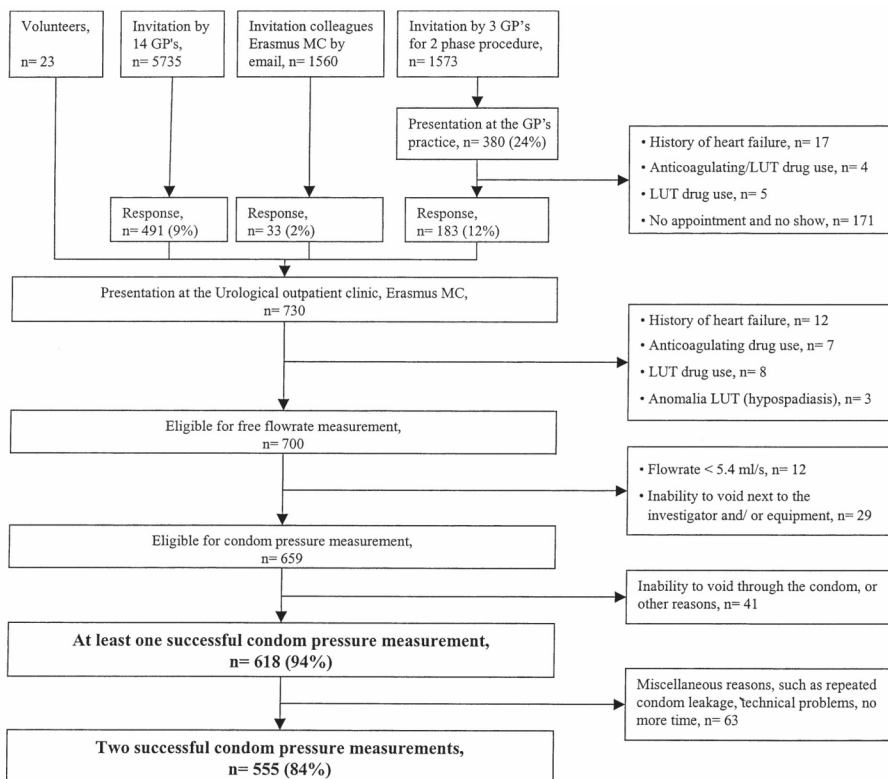 Volunteers,
n= 23
Invitation by
14 GP's,
n= 5735
Invitation colleagues
Erasmus MC by
email, n= 1560
Invitation by 3 GP's
for 2 phase procedure,
n= 1573
Presentation at the GP's
practice, n= 380 (24%)
• History of heart failure, n= 17
• Anticoagulating/LUT drug use, n= 4
• LUT drug use, n= 5
• No appointment and no show, n= 171
Response,
n= 491 (9%)
Response,
n= 33 (2%)
Response,
n= 183 (12%)
Presentation at the Urological outpatient clinic, Erasmus MC,
n= 730
• History of heart failure, n= 12
• Anticoagulating drug use, n= 7
• LUT drug use, n= 8
• Anomalia LUT (hypospadiasis), n= 3
Eligible for free flowrate measurement,
n= 700
• Flowrate < 5.4 ml/s, n= 12
• Inability to void next to the
investigator and/ or equipment, n= 29
Eligible for condom pressure measurement,
n= 659
Inability to void through the condom, or
other reasons, n= 41
At least one successful condom pressure measurement,
n= 618 (94%)
Miscellaneous reasons, such as repeated
condom leakage, technical problems, no
more time, n= 63
Two successful condom pressure measurements,
n= 555 (84%)